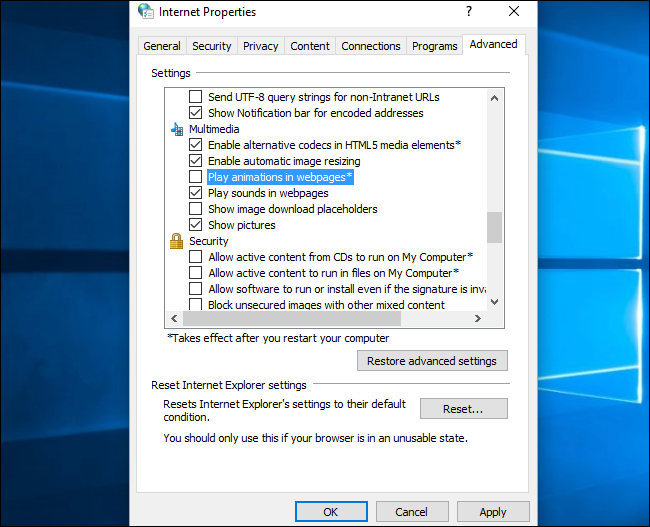 Internet Properties
?
General Security Privacy Content Connections Programs Advanced
Settings
Send UTF-8 query strings for non-Intranet URLs
Show Notification bar for encoded addresses
Multimedia
Enable alternative codecs in HTML5 media elements*
Enable automatic image resizing
Play animations in webpages*
Play sounds in webpages
Show image download placeholders
Show pictures
Security
Allow active content from CDs to run on My Computer*
Allow active content to run in files on My Computer*
Allow software to run or install even if the signature is inva
Block unsecured images with other mixed content
*Takes effect after you restart your computer
Restore advanced settings
Reset Internet Explorer settings
Resets Internet Explorer's settings to their default
condition.
Reset...
You should only use this if your browser is in an unusable state.
OK Cancel Apply